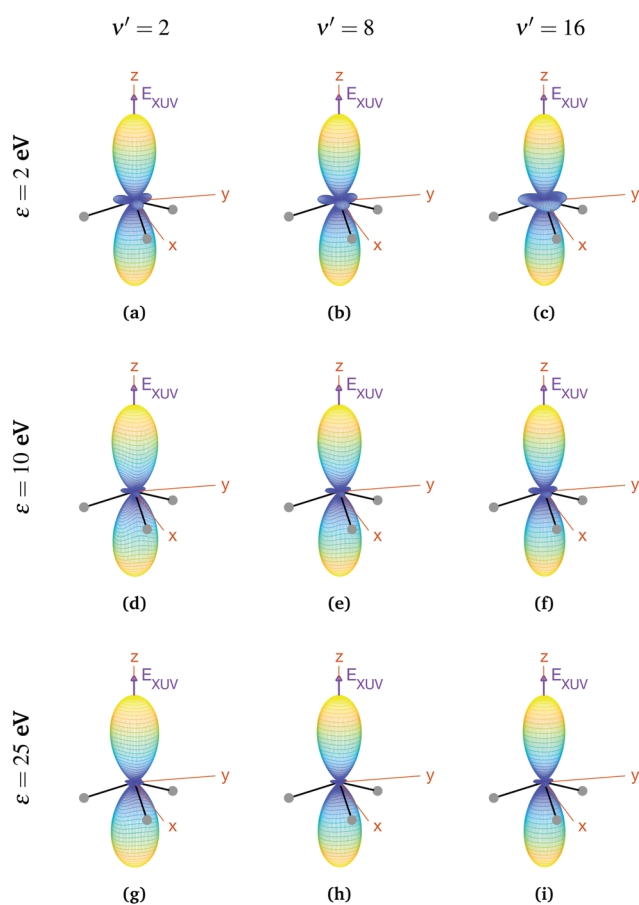 ν′ = 2 ν′ = 8 ν′ = 16
ε = 2 eV
z z z
E_XUV E_XUV E_XUV
y y y
x x x
(a) (b) (c)
ε = 10 eV
z z z
E_XUV E_XUV E_XUV
y y y
x x x
(d) (e) (f)
ε = 25 eV
z z z
E_XUV E_XUV E_XUV
y y y
x x x
(g) (h) (i)